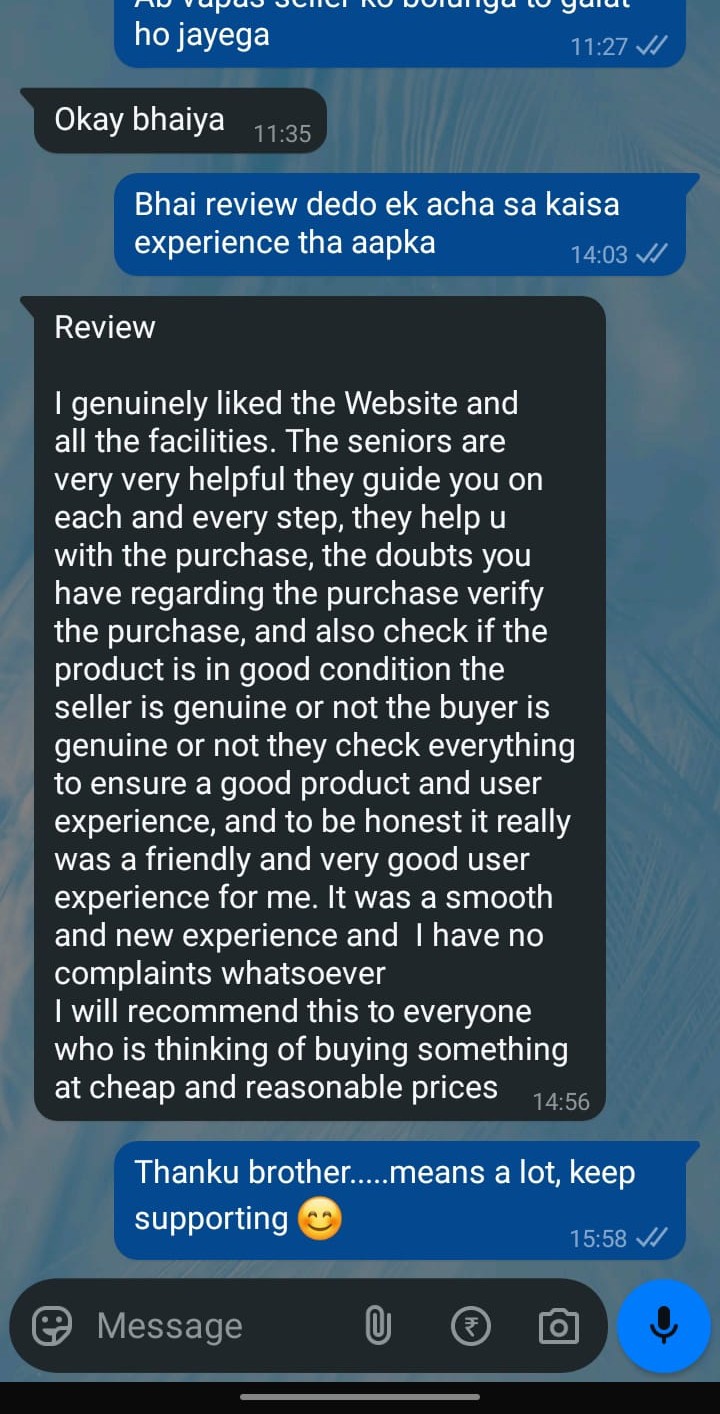 Ab vapas seller ko bolunga to galat
ho jayega
11:27
Okay bhaiya
11:35
Bhai review dedo ek acha sa kaisa
experience tha aapka
14:03
Review
I genuinely liked the Website and
all the facilities. The seniors are
very very helpful they guide you on
each and every step, they help u
with the purchase, the doubts you
have regarding the purchase verify
the purchase, and also check if the
product is in good condition the
seller is genuine or not the buyer is
genuine or not they check everything
to ensure a good product and user
experience, and to be honest it really
was a friendly and very good user
experience for me. It was a smooth
and new experience and  I have no
complaints whatsoever
I will recommend this to everyone
who is thinking of buying something
at cheap and reasonable prices
14:56
Thanku brother.....means a lot, keep
supporting 😊
15:58
Message
₹